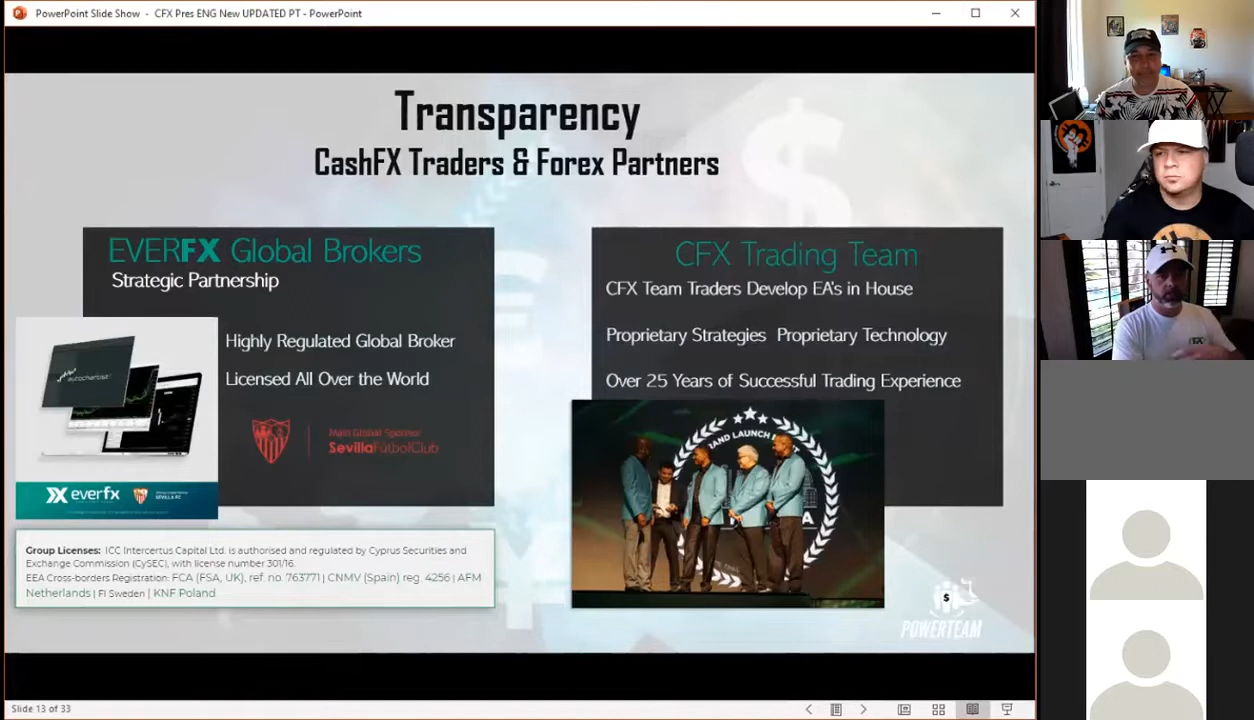 PowerPoint Slide Show - CFX Pres ENG New UPDATED PT - PowerPoint
Transparency
CashFX Traders & Forex Partners
EVERFX Global Brokers
Strategic Partnership
Highly Regulated Global Broker
Licensed All Over the World
autochartist
Main Global Sponsor
SevillaFútbolClub
everfx
SEVILLA FC
Group Licenses: ICC Intercertus Capital Ltd. is authorised and regulated by Cyprus Securities and
Exchange Commission (CySEC), with license number 301/16.
EEA Cross-borders Registration: FCA (FSA, UK), ref. no. 763771 | CNMV (Spain) reg. 4256 | AFM
Netherlands | FI Sweden | KNF Poland
CFX Trading Team
CFX Team Traders Develop EA's in House
Proprietary Strategies Proprietary Technology
Over 25 Years of Successful Trading Experience
GRAND LAUNCH
$
POWERTEAM
Slide 13 of 33